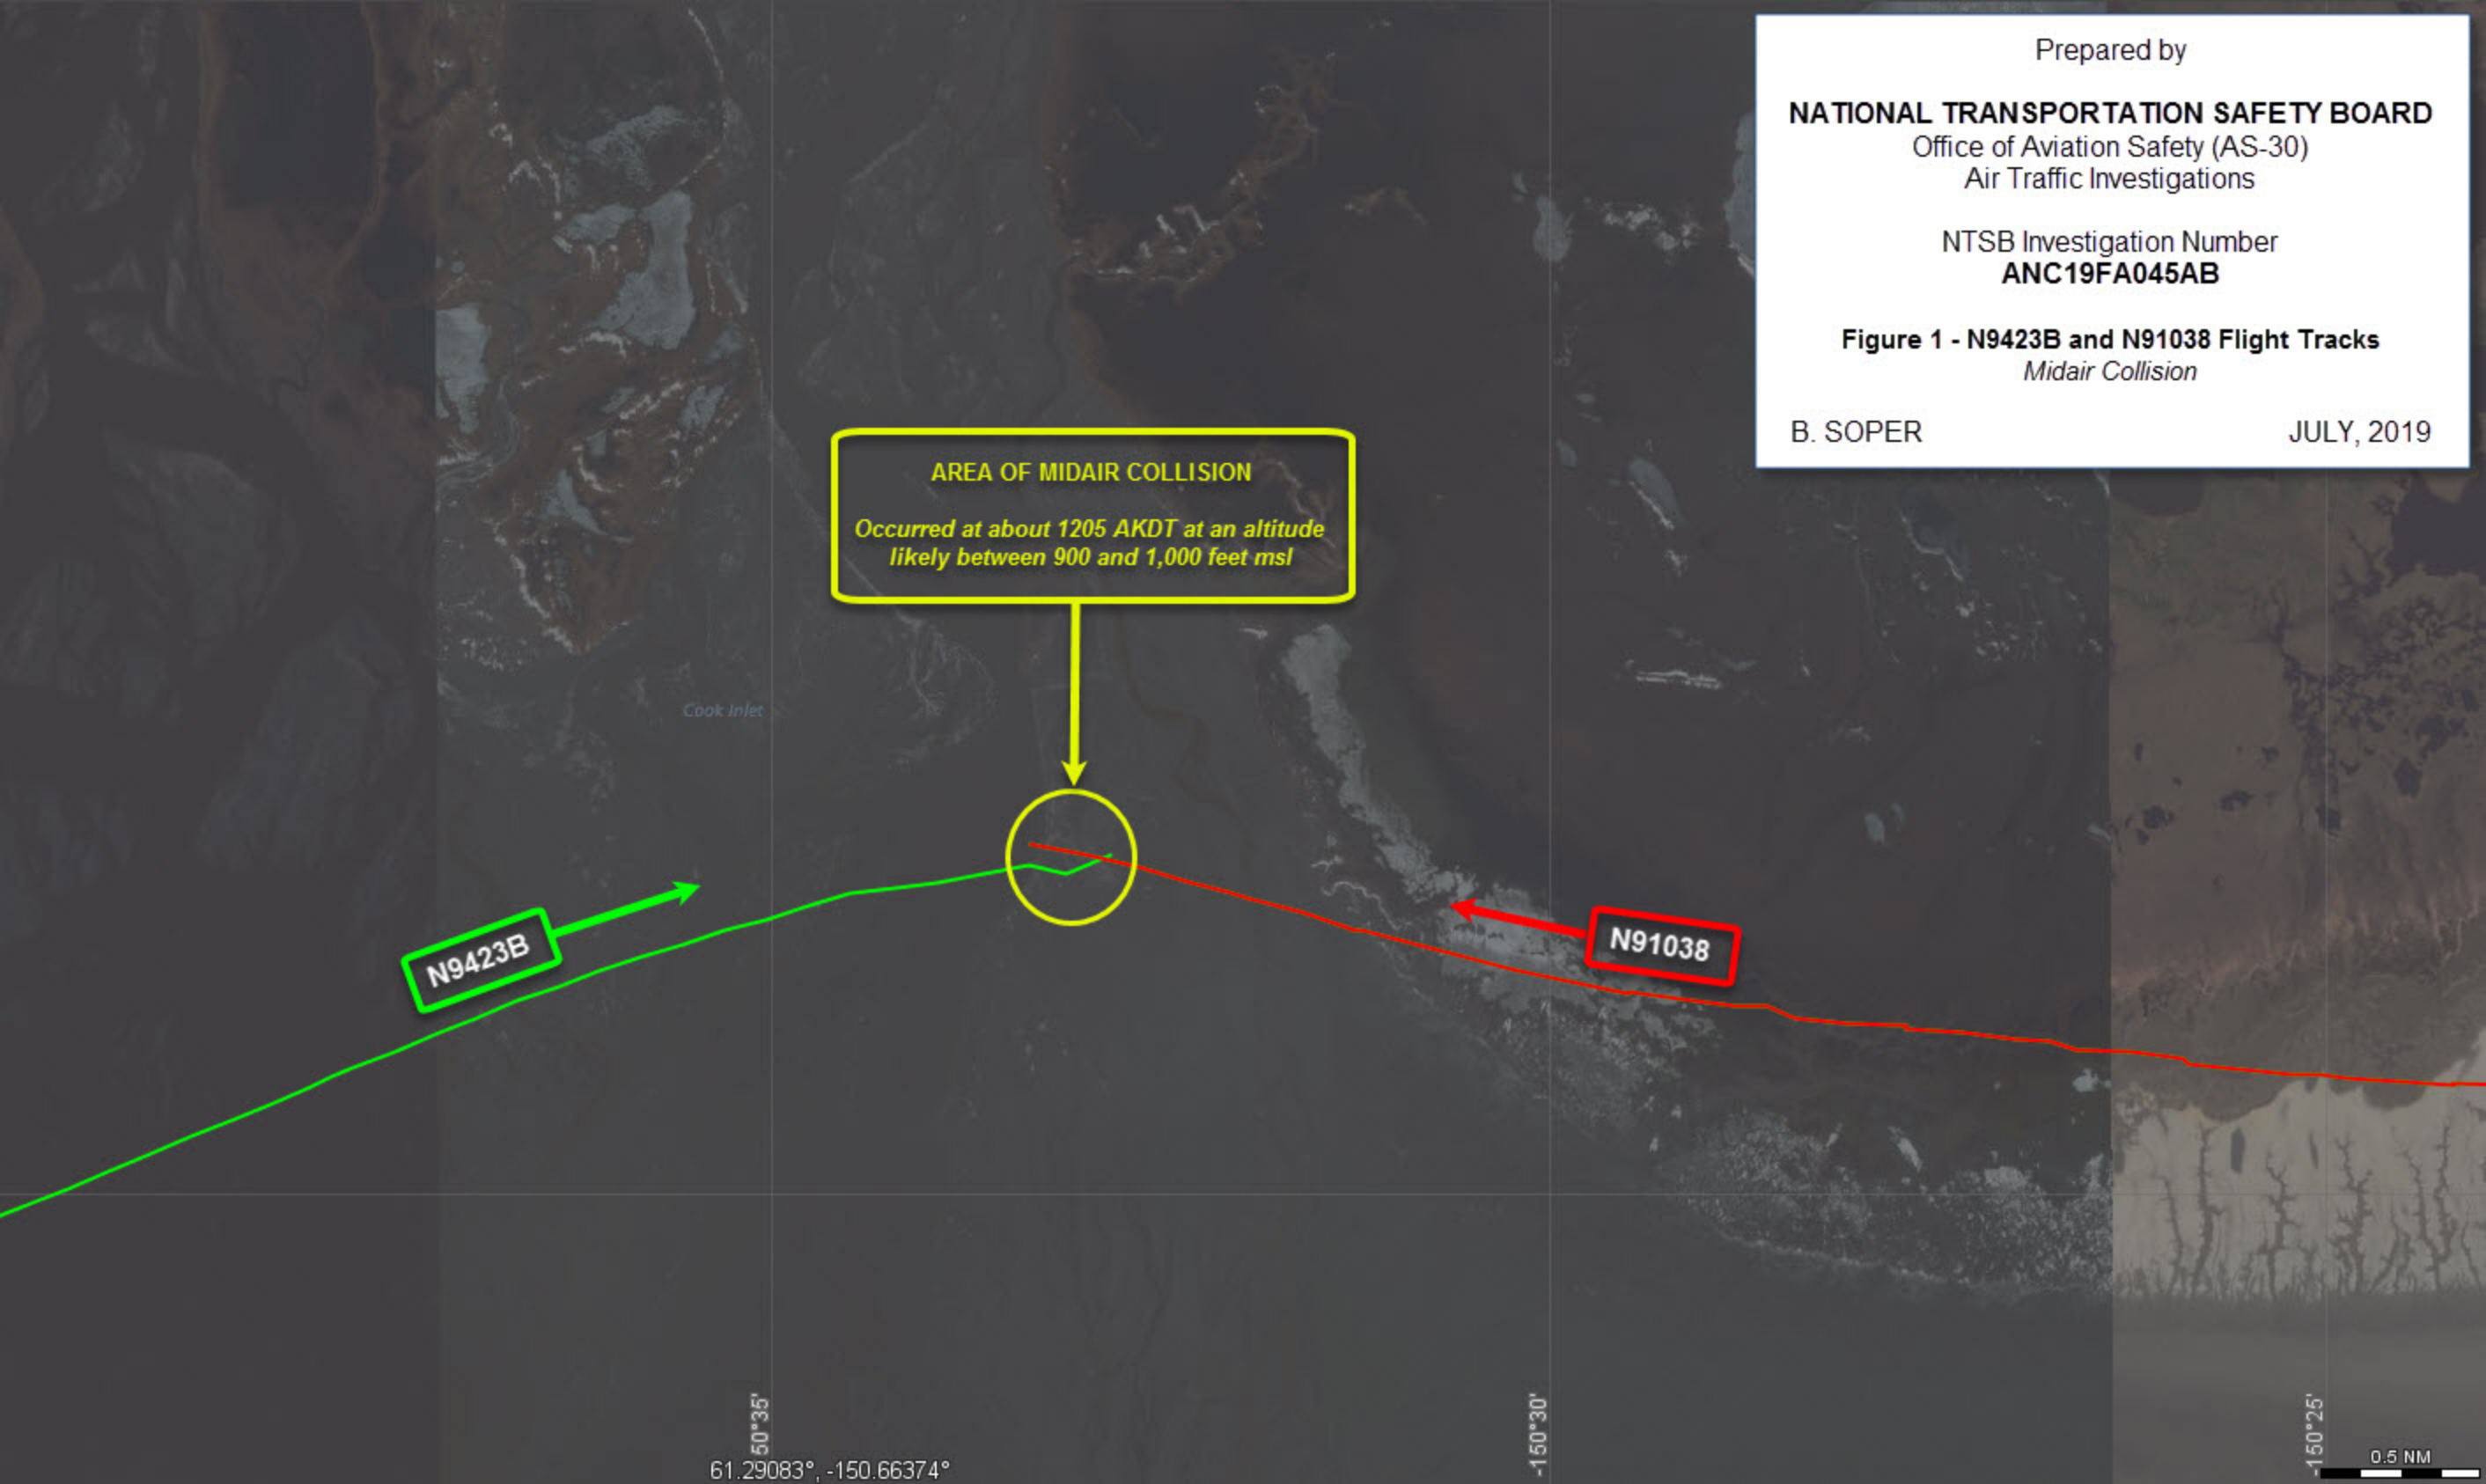 Prepared by
NATIONAL TRANSPORTATION SAFETY BOARD
Office of Aviation Safety (AS-30)
Air Traffic Investigations
NTSB Investigation Number
ANC19FA045AB
Figure 1 - N9423B and N91038 Flight Tracks
Midair Collision
B. SOPER JULY, 2019
AREA OF MIDAIR COLLISION
Occurred at about 1205 AKDT at an altitude
likely between 900 and 1,000 feet msl
Cook Inlet
N9423B
N91038
50°35'
-150°30'
-150°25'
61.29083°, -150.66374°
0.5 NM